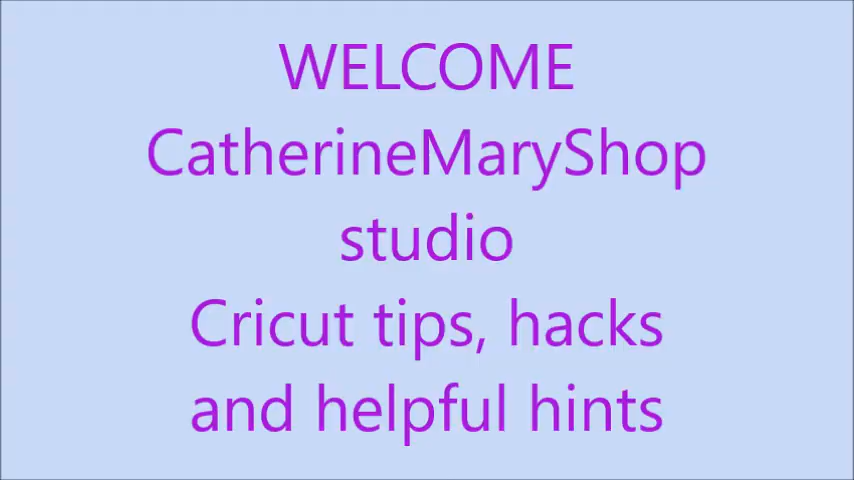 WELCOME
CatherineMaryShop
studio
Cricut tips, hacks
and helpful hints